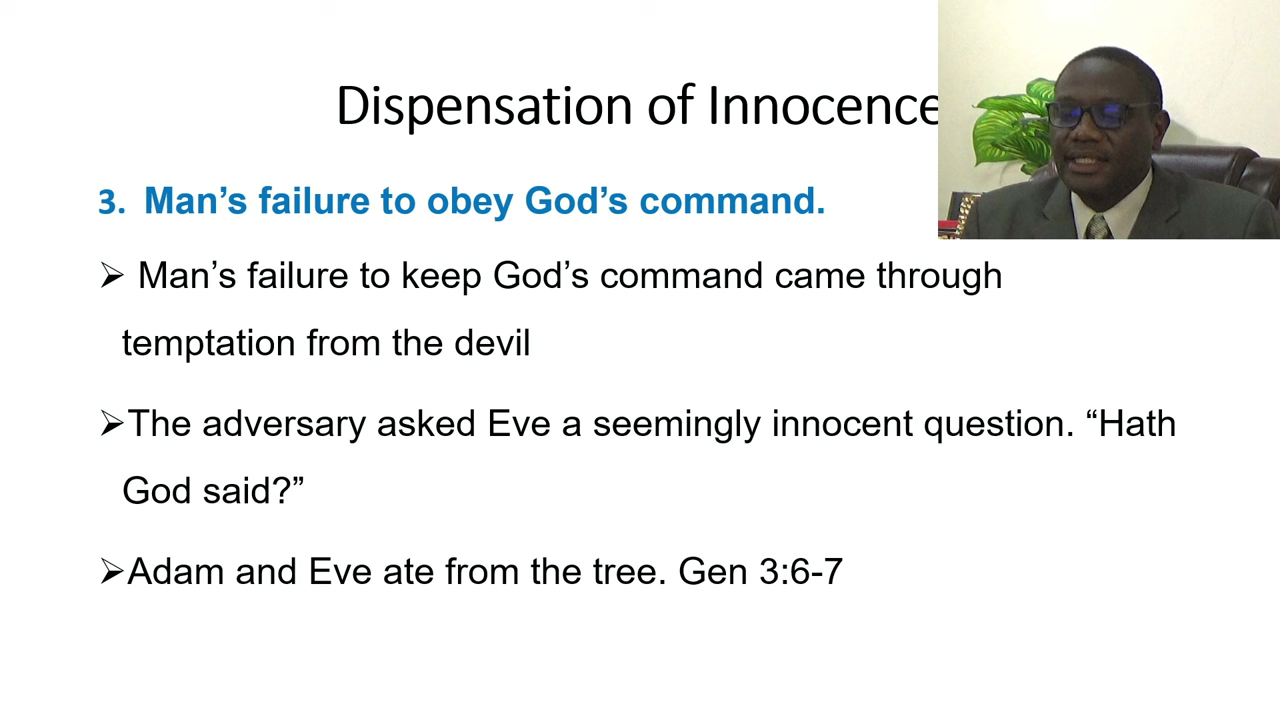 Dispensation of Innocence
3. Man’s failure to obey God’s command.
➢ Man’s failure to keep God’s command came through
temptation from the devil
➢The adversary asked Eve a seemingly innocent question. “Hath
God said?”
➢Adam and Eve ate from the tree. Gen 3:6-7